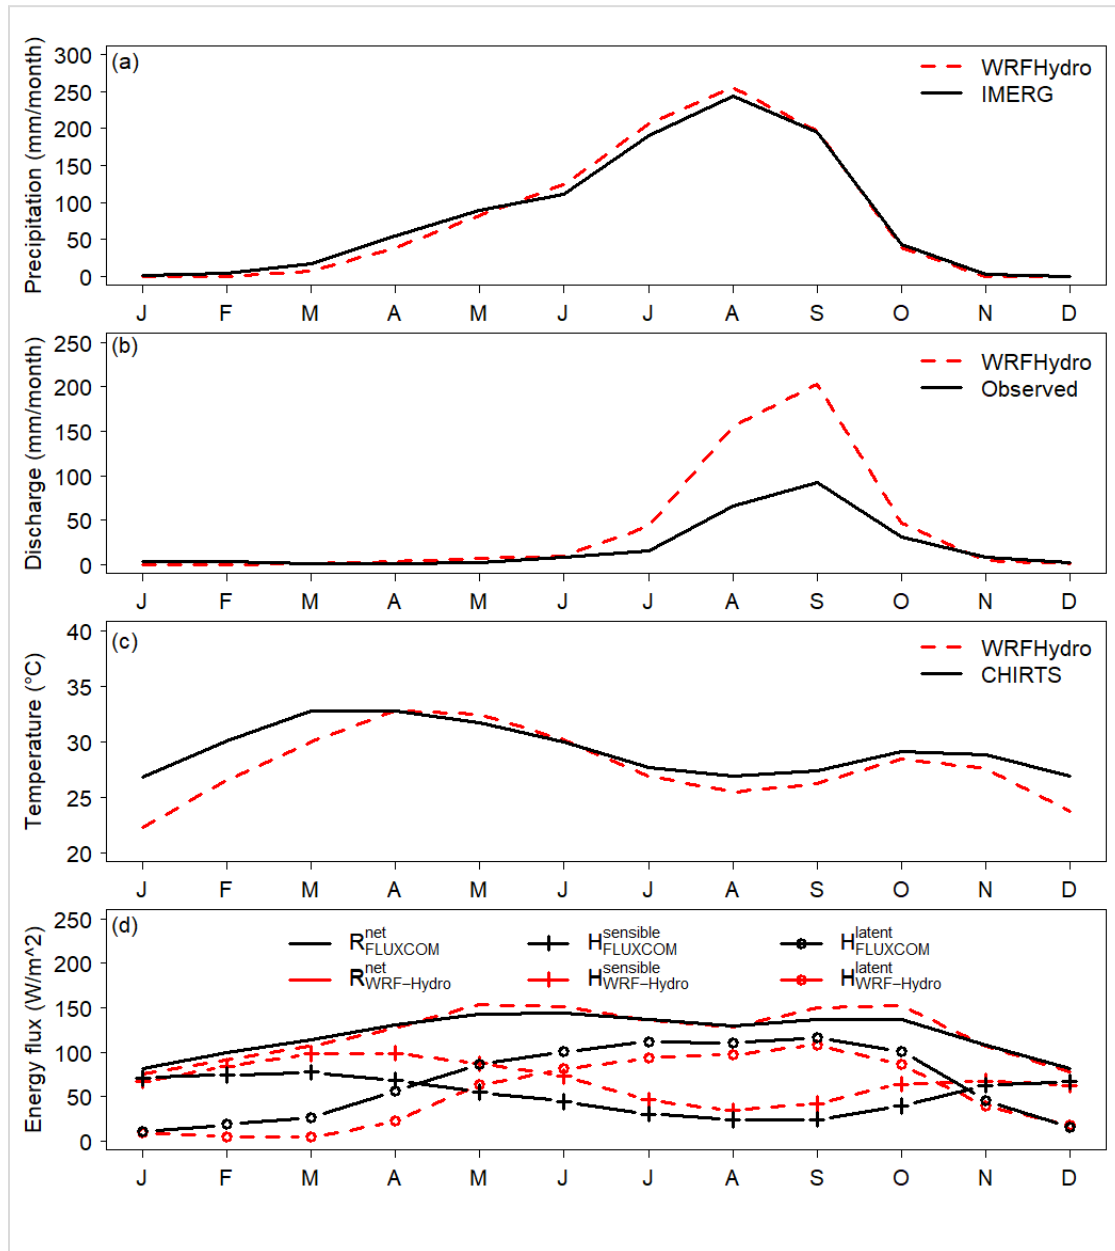 (a)
Precipitation (mm/month)
300
250
200
150
100
50
0
WRFHydro
IMERG
J F M A M J J A S O N D
(b)
Discharge (mm/month)
250
200
150
100
50
0
WRFHydro
Observed
J F M A M J J A S O N D
(c)
Temperature (°C)
40
35
30
25
20
WRFHydro
CHIRTS
J F M A M J J A S O N D
(d)
Energy flux (W/m^2)
250
200
150
100
50
0
R net FLUXCOM H sensible FLUXCOM H latent FLUXCOM
R net WRF−Hydro H sensible WRF−Hydro H latent WRF−Hydro
J F M A M J J A S O N D